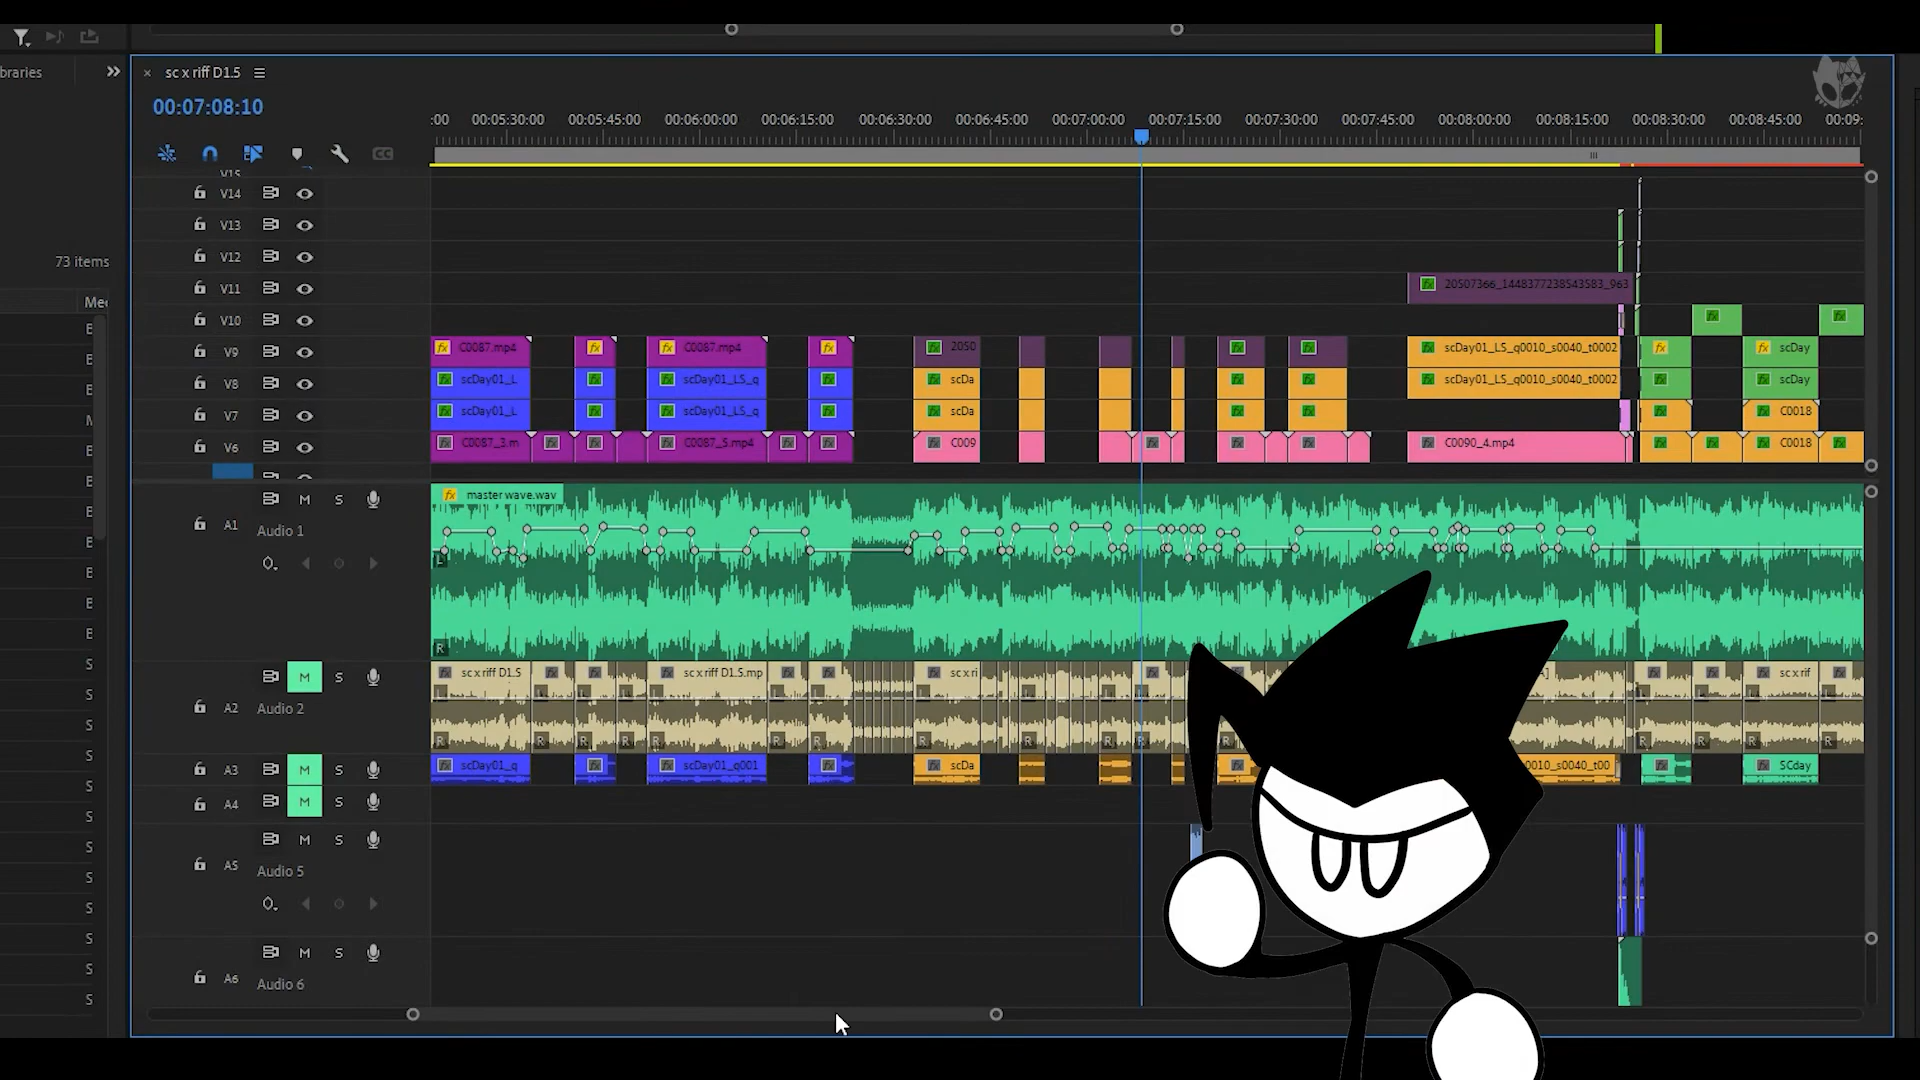 braries
sc x riff D1.5
00:07:08:10
:00 00:05:30:00 00:05:45:00 00:06:00:00 00:06:15:00 00:06:30:00 00:06:45:00 00:07:00:00 00:07:15:00 00:07:30:00 00:07:45:00 00:08:00:00 00:08:15:00 00:08:30:00 00:08:45:00 00:09:
CC
V15
V14
V13
V12
73 items
V11 20507366_1448377238543583_963
Mec
V10
V9 C0087.mp4 C0087.mp4 2050 scDay01_LS_q0010_s0040_t0002 scDay
V8 scDay01_L scDay01_LS_q scDa scDay01_LS_q0010_s0040_t0002 scDay
V7 scDay01_L scDay01_LS_q scDa C0018
V6 C0087_3.m C0087_5.mp4 C009 C0090_4.mp4 C0018
M S master wave.wav
A1 Audio 1
L
R
M S sc x riff D1.5 sc x riff D1.5.mp sc x ri sc x rif
A2 Audio 2
A3 M S scDay01_q scDay01_q001 scDa 0010_s0040_t00 SCday
A4 M S
M S
A5 Audio 5
M S
A6 Audio 6